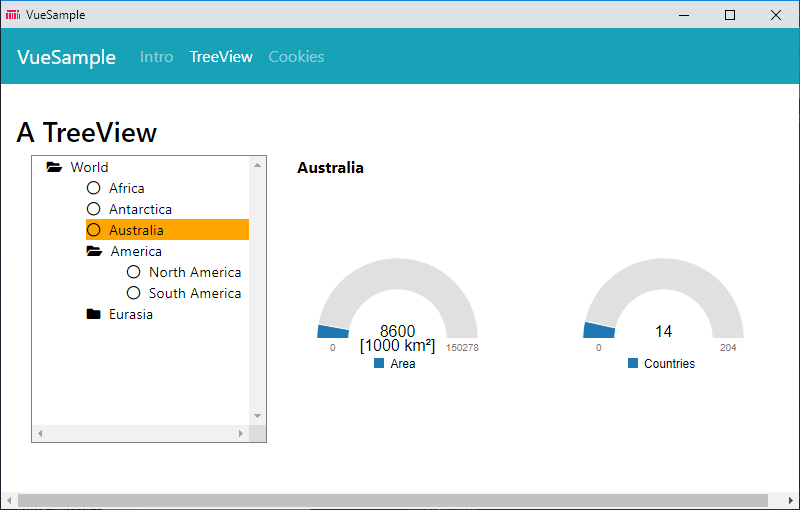 VueSample
VueSample Intro TreeView Cookies
A TreeView
World
Africa
Antarctica
Australia
America
North America
South America
Eurasia
Australia
8600
[1000 km²]
0 150278
Area
14
0 204
Countries